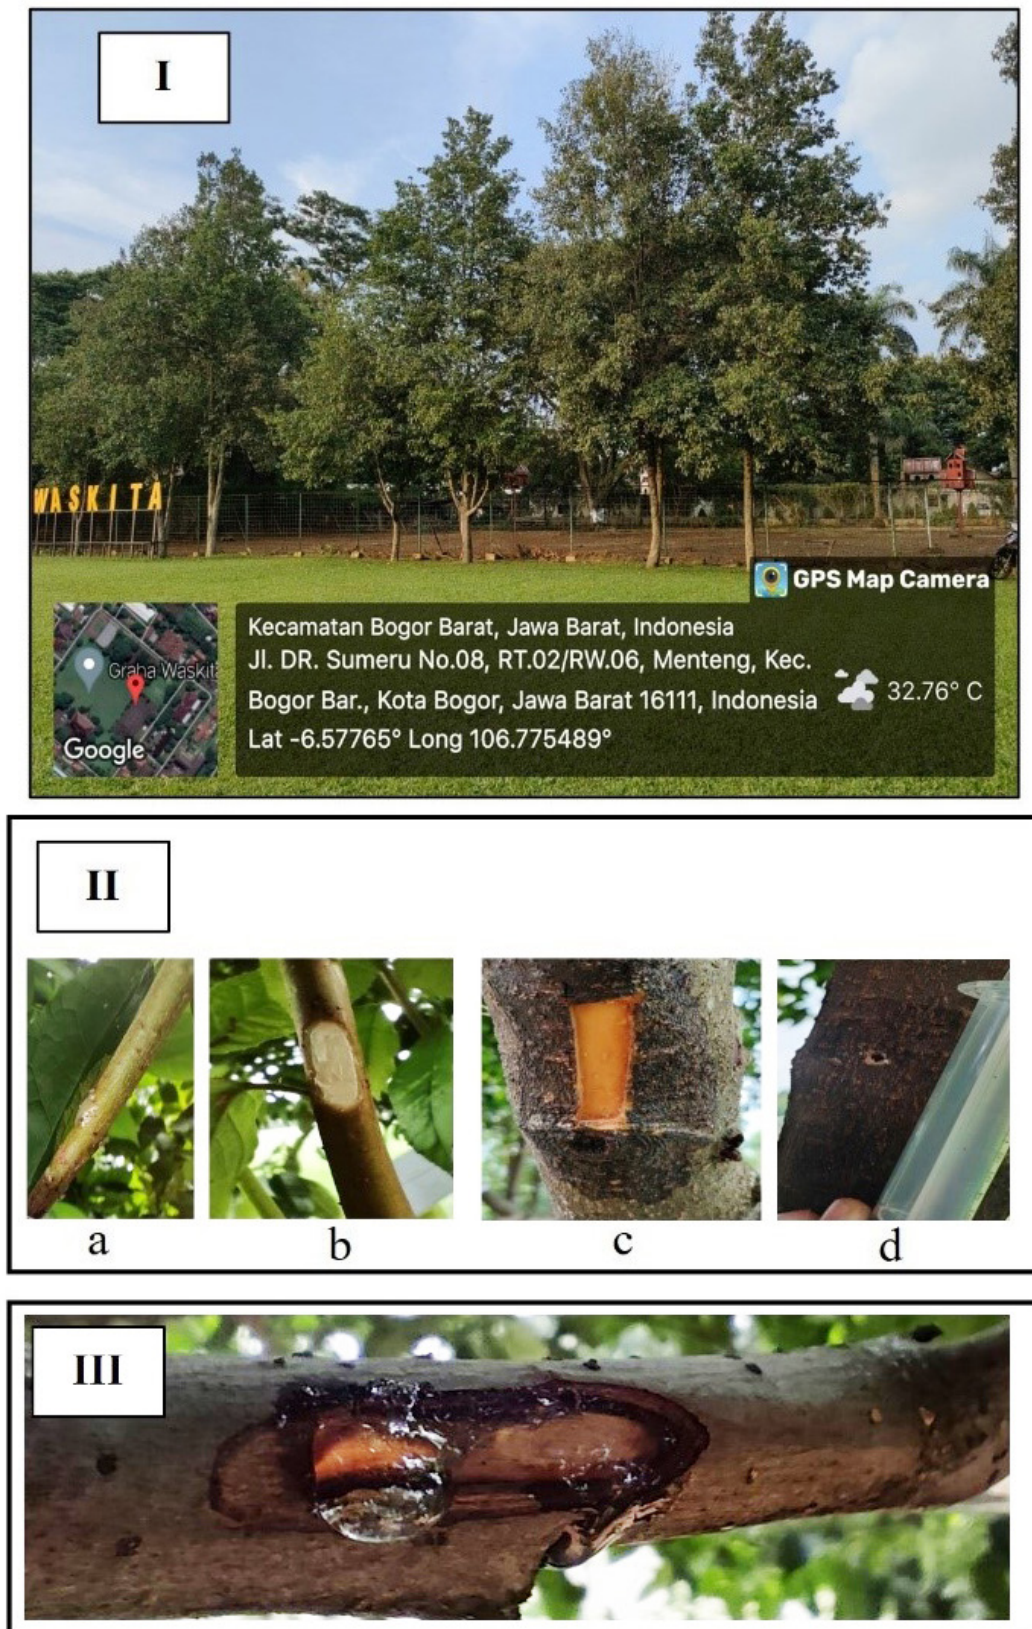 I
WASKITA
GPS Map Camera
Graha Waskit
Google
Kecamatan Bogor Barat, Jawa Barat, Indonesia
Jl. DR. Sumeru No.08, RT.02/RW.06, Menteng, Kec.
Bogor Bar., Kota Bogor, Jawa Barat 16111, Indonesia
Lat -6.57765° Long 106.775489°
32.76° C
II
a b c d
III